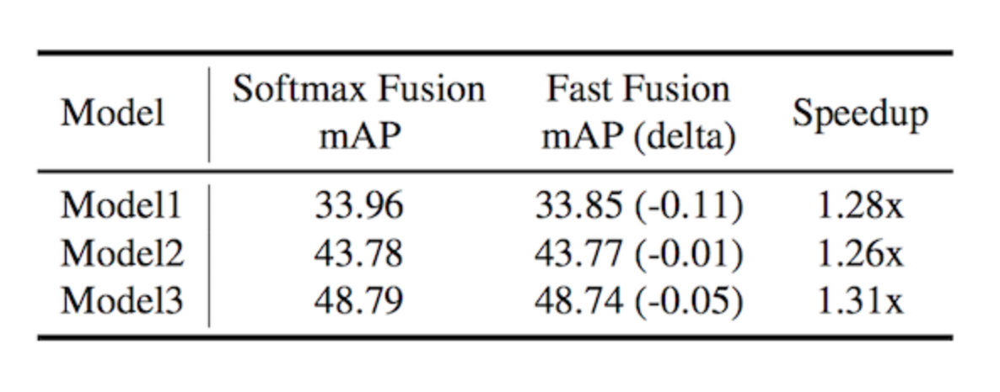 Model Softmax Fusion mAP Fast Fusion mAP (delta) Speedup
Model1 33.96 33.85 (-0.11) 1.28x
Model2 43.78 43.77 (-0.01) 1.26x
Model3 48.79 48.74 (-0.05) 1.31x